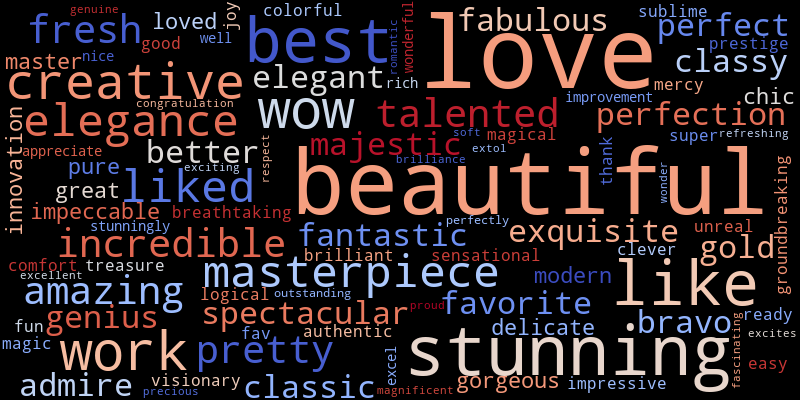 genuine
joy
colorful
fabulous
sublime
fresh
loved
best
love
perfect
good
well
romantic
wonderful
prestige
master
nice
creative
elegant
rich
classy
mercy
congratulation
wow
talented
improvement
chic
elegance
perfection
innovation
appreciate
better
respect
majestic
soft
magical
super
refreshing
extol
thank
pure
exciting
brilliance
beautiful
wonder
groundbreaking
great
liked
impeccable
breathtaking
stunningly
perfectly
fantastic
exquisite
unreal
incredible
brilliant
sensational
clever
gold
comfort
treasure
excellent
masterpiece
modern
like
amazing
logical
outstanding
favorite
proud
spectacular
genius
fun
fav
authentic
delicate
bravo
ready
magic
work
pretty
stunning
fascinating
excites
excel
easy
admire
visionary
precious
classic
magnificent
gorgeous
impressive